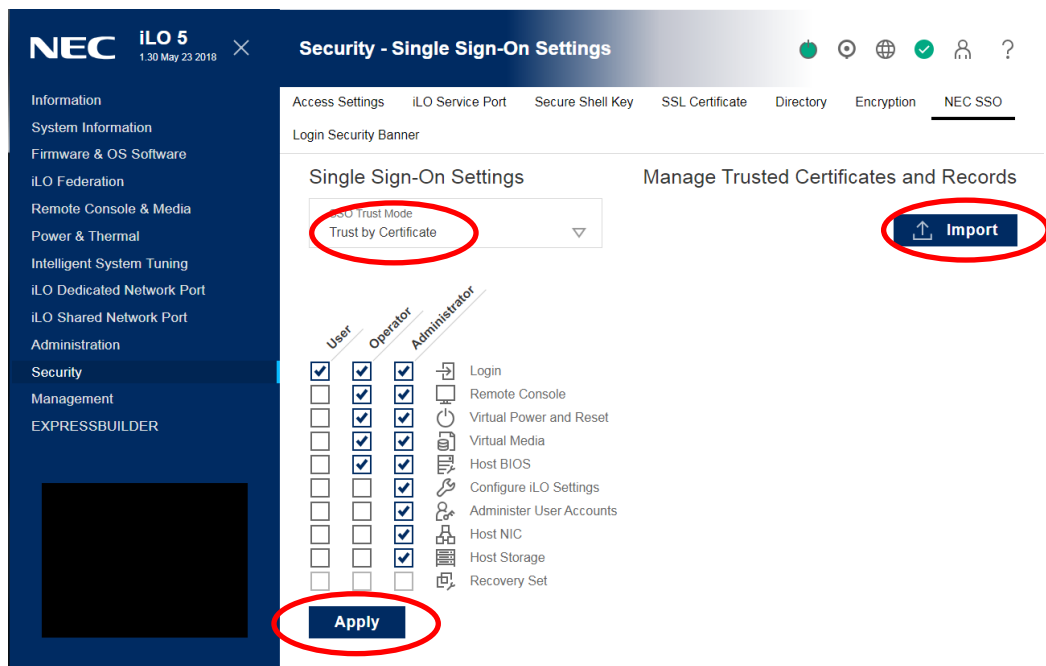 NEC iLO 5
1.30 May 23 2018
Security - Single Sign-On Settings
?
Information
System Information
Firmware & OS Software
iLO Federation
Remote Console & Media
Power & Thermal
Intelligent System Tuning
iLO Dedicated Network Port
iLO Shared Network Port
Administration
Security
Management
EXPRESSBUILDER
Access Settings iLO Service Port Secure Shell Key SSL Certificate Directory Encryption NEC SSO
Login Security Banner
Single Sign-On Settings
Manage Trusted Certificates and Records
SSO Trust Mode
Trust by Certificate
Import
User Operator Administrator
Login
Remote Console
Virtual Power and Reset
Virtual Media
Host BIOS
Configure iLO Settings
Administer User Accounts
Host NIC
Host Storage
Recovery Set
Apply